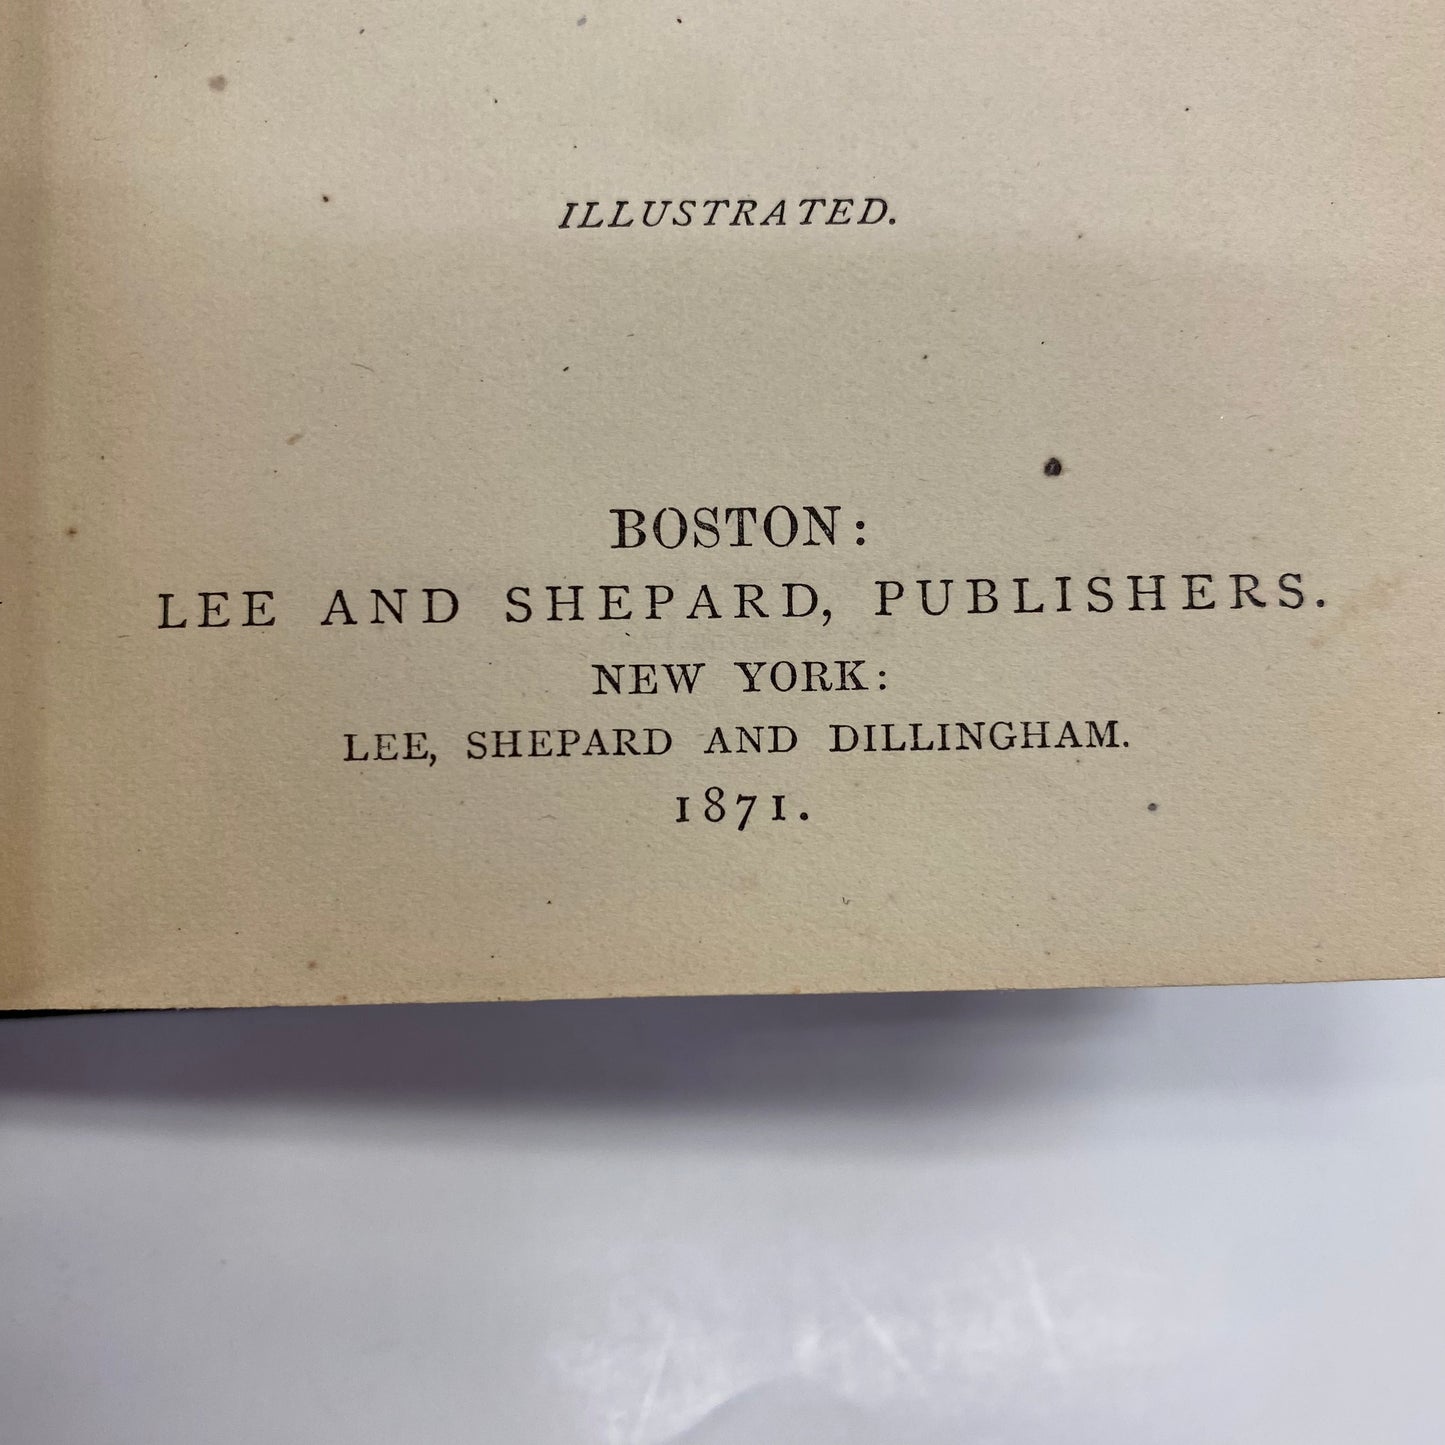 ILLUSTRATED.
BOSTON:
LEE AND SHEPARD, PUBLISHERS.
NEW YORK:
LEE, SHEPARD AND DILLINGHAM.
1871.